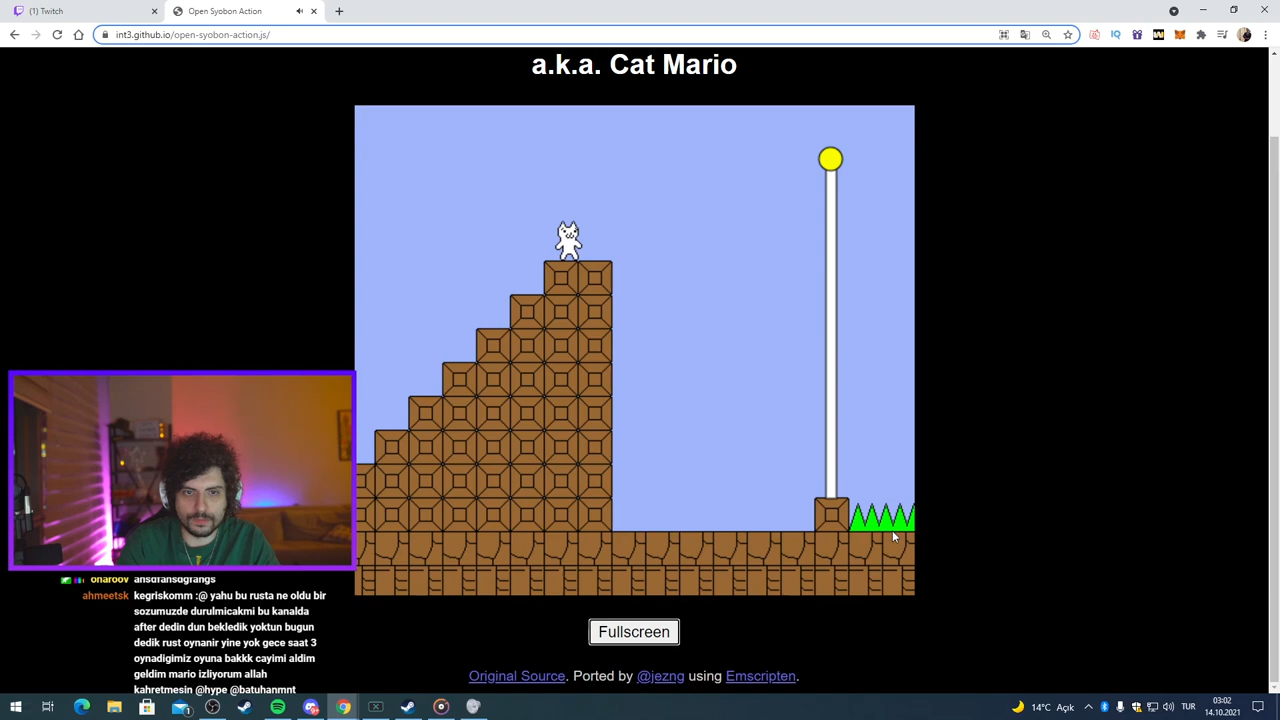 (1) Twitch
Open Syobon Action
int3.github.io/open-syobon-action.js/
a.k.a. Cat Mario
onaroov
ahmeetsk kegriskomm :@ yahu bu rusta ne oldu bir
sozumuzde durulmicakmi bu kanalda
after dedin dun bekledik yoktun bugun
dedik rust oynanir yine yok gece saat 3
oynadigimiz oyuna bakkk cayimi aldim
geldim mario izliyorum allah
kahretmesin @hype @batuhanmnt
Fullscreen
Original Source. Ported by @jezng using Emscripten.
14°C Açık
TUR
03:02
14.10.2021